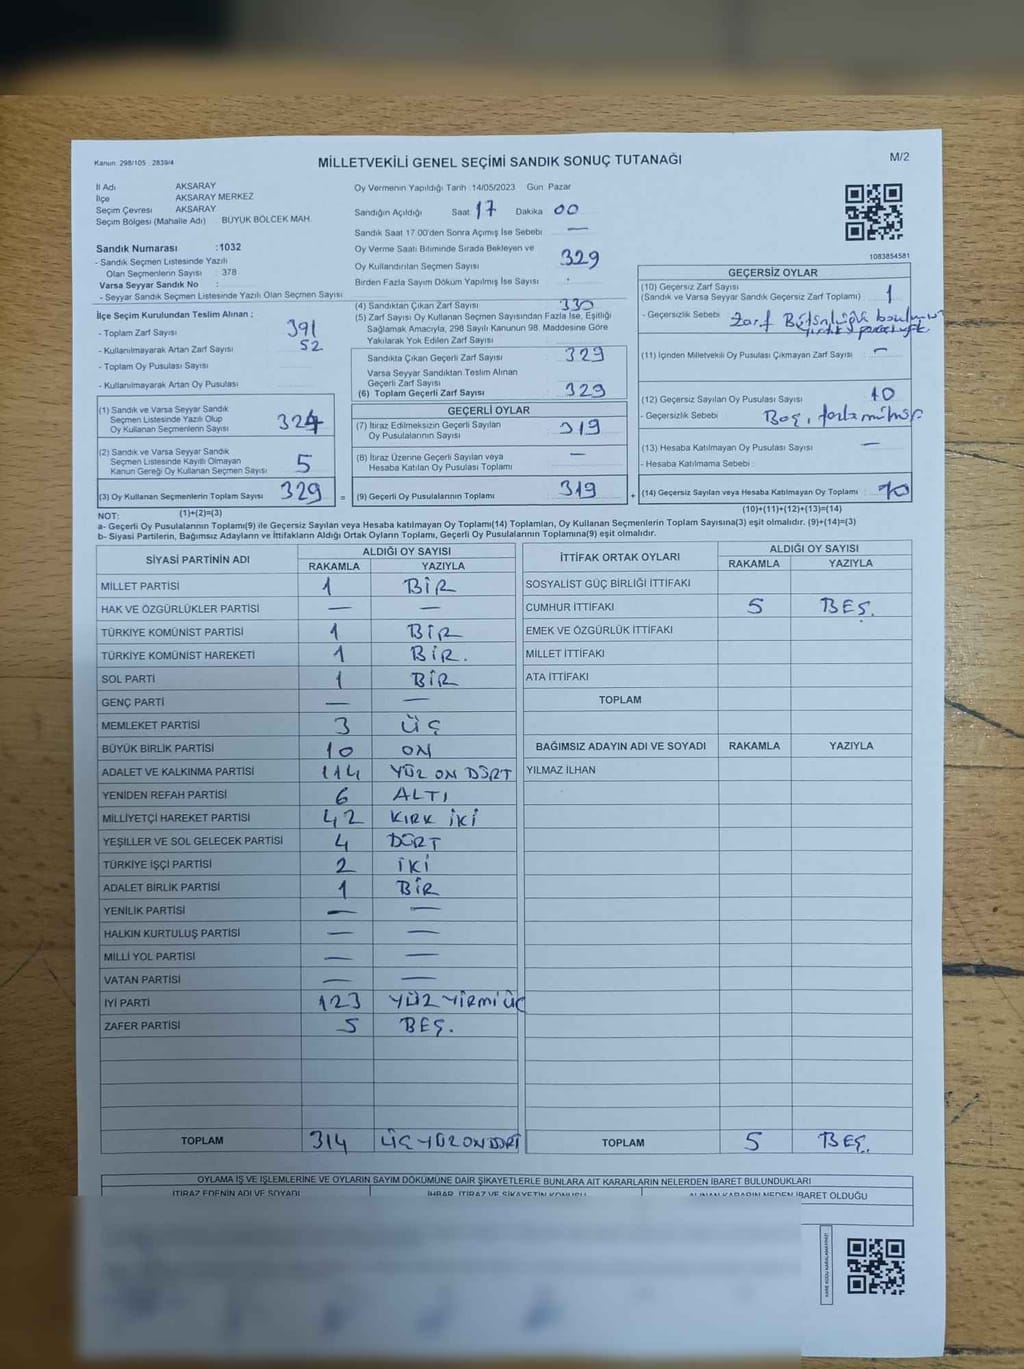 Kanun 298/105 2839/4
MİLLETVEKİLİ GENEL SEÇİMİ SANDIK SONUÇ TUTANAĞI
M/2
İl Adı AKSARAY
İlçe AKSARAY MERKEZ
Seçim Çevresi AKSARAY
Seçim Bölgesi (Mahalle Adı) BÜYÜK BÖLCEK MAH.
Sandık Numarası :1032
- Sandık Seçmen Listesinde Yazılı
Olan Seçmenlerin Sayısı : 378
Varsa Seyyar Sandık No :
- Seyyar Sandık Seçmen Listesinde Yazılı Olan Seçmen Sayısı:
İlçe Seçim Kurulundan Teslim Alınan ;
- Toplam Zarf Sayısı 391
- Kullanılmayarak Artan Zarf Sayısı 52
- Toplam Oy Pusulası Sayısı
- Kullanılmayarak Artan Oy Pusulası
(1) Sandık ve Varsa Seyyar Sandık
Seçmen Listesinde Yazılı Olup
Oy Kullanan Seçmenlerin Sayısı 324
(2) Sandık ve Varsa Seyyar Sandık
Seçmen Listesinde Kayıtlı Olmayan
Kanun Gereği Oy Kullanan Seçmen Sayısı 5
(3) Oy Kullanan Seçmenlerin Toplam Sayısı 329 =
(1)+(2)=(3)
Oy Vermenin Yapıldığı Tarih :14/05/2023 Gün Pazar
Sandığın Açıldığı Saat 17 Dakika 00
Sandık Saat 17.00'den Sonra Açılmış İse Sebebi —
Oy Verme Saati Bitiminde Sırada Bekleyen ve
Oy Kullandırılan Seçmen Sayısı 329
Birden Fazla Sayım Döküm Yapılmış İse Sayısı :
(4) Sandıktan Çıkan Zarf Sayısı 330
(5) Zarf Sayısı Oy Kullanan Seçmen Sayısından Fazla İse, Eşitliği
Sağlamak Amacıyla, 298 Sayılı Kanunun 98. Maddesine Göre
Yakılarak Yok Edilen Zarf Sayısı
Sandıkta Çıkan Geçerli Zarf Sayısı 329
Varsa Seyyar Sandıktan Teslim Alınan
Geçerli Zarf Sayısı
(6) Toplam Geçerli Zarf Sayısı 329
GEÇERLİ OYLAR
(7) İtiraz Edilmeksizin Geçerli Sayılan
Oy Pusulalarının Sayısı 319
(8) İtiraz Üzerine Geçerli Sayılan veya
Hesaba Katılan Oy Pusulası Toplamı —
(9) Geçerli Oy Pusulalarının Toplamı 319 +
1083854581
GEÇERSİZ OYLAR
(10) Geçersiz Zarf Sayısı
(Sandık ve Varsa Seyyar Sandık Geçersiz Zarf Toplamı) 1
- Geçersizlik Sebebi : Zarf Bütünlüğü
(11) İçinden Milletvekili Oy Pusulası Çıkmayan Zarf Sayısı —
(12) Geçersiz Sayılan Oy Pusulası Sayısı 10
- Geçersizlik Sebebi : Boş, fazla mühür
(13) Hesaba Katılmayan Oy Pusulası Sayısı —
- Hesaba Katılmama Sebebi :
(14) Geçersiz Sayılan veya Hesaba Katılmayan Oy Toplamı 10
(10)+(11)+(12)+(13)=(14)
NOT:
a- Geçerli Oy Pusulalarının Toplamı(9) ile Geçersiz Sayılan veya Hesaba katılmayan Oy Toplamı(14) Toplamları, Oy Kullanan Seçmenlerin Toplam Sayısına(3) eşit olmalıdır. (9)+(14)=(3)
b- Siyasi Partilerin, Bağımsız Adayların ve İttifakların Aldığı Ortak Oyların Toplamı, Geçerli Oy Pusulalarının Toplamına(9) eşit olmalıdır.
SİYASİ PARTİNİN ADI ALDIĞI OY SAYISI
RAKAMLA YAZIYLA
MİLLET PARTİSİ 1 BİR
HAK VE ÖZGÜRLÜKLER PARTİSİ — —
TÜRKİYE KOMÜNİST PARTİSİ 1 BİR
TÜRKİYE KOMÜNİST HAREKETİ 1 BİR.
SOL PARTİ 1 BİR
GENÇ PARTİ — —
MEMLEKET PARTİSİ 3 ÜÇ
BÜYÜK BİRLİK PARTİSİ 10 ON
ADALET VE KALKINMA PARTİSİ 114 YÜZ ON DÖRT
YENİDEN REFAH PARTİSİ 6 ALTI
MİLLİYETÇİ HAREKET PARTİSİ 42 KIRK İKİ
YEŞİLLER VE SOL GELECEK PARTİSİ 4 DÖRT
TÜRKİYE İŞÇİ PARTİSİ 2 İKİ
ADALET BİRLİK PARTİSİ 1 BİR
YENİLİK PARTİSİ — —
HALKIN KURTULUŞ PARTİSİ — —
MİLLİ YOL PARTİSİ — —
VATAN PARTİSİ — —
İYİ PARTİ 123 YÜZ YİRMİ ÜÇ
ZAFER PARTİSİ 5 BEŞ.
TOPLAM 314 ÜÇ YÜZ ON DÖRT
İTTİFAK ORTAK OYLARI ALDIĞI OY SAYISI
RAKAMLA YAZIYLA
SOSYALİST GÜÇ BİRLİĞİ İTTİFAKI
CUMHUR İTTİFAKI 5 BEŞ.
EMEK VE ÖZGÜRLÜK İTTİFAKI
MİLLET İTTİFAKI
ATA İTTİFAKI
TOPLAM
BAĞIMSIZ ADAYIN ADI VE SOYADI RAKAMLA YAZIYLA
YILMAZ İLHAN
TOPLAM 5 BEŞ.
OYLAMA İŞ VE İŞLEMLERİNE VE OYLARIN SAYIM DÖKÜMÜNE DAİR ŞİKAYETLERLE BUNLARA AİT KARARLARIN NELERDEN İBARET BULUNDUKLARI
İTİRAZ EDENİN ADI VE SOYADI İHBAR, İTİRAZ VE ŞİKAYETİN KONUSU ALINAN KARARIN NEDEN İBARET OLDUĞU